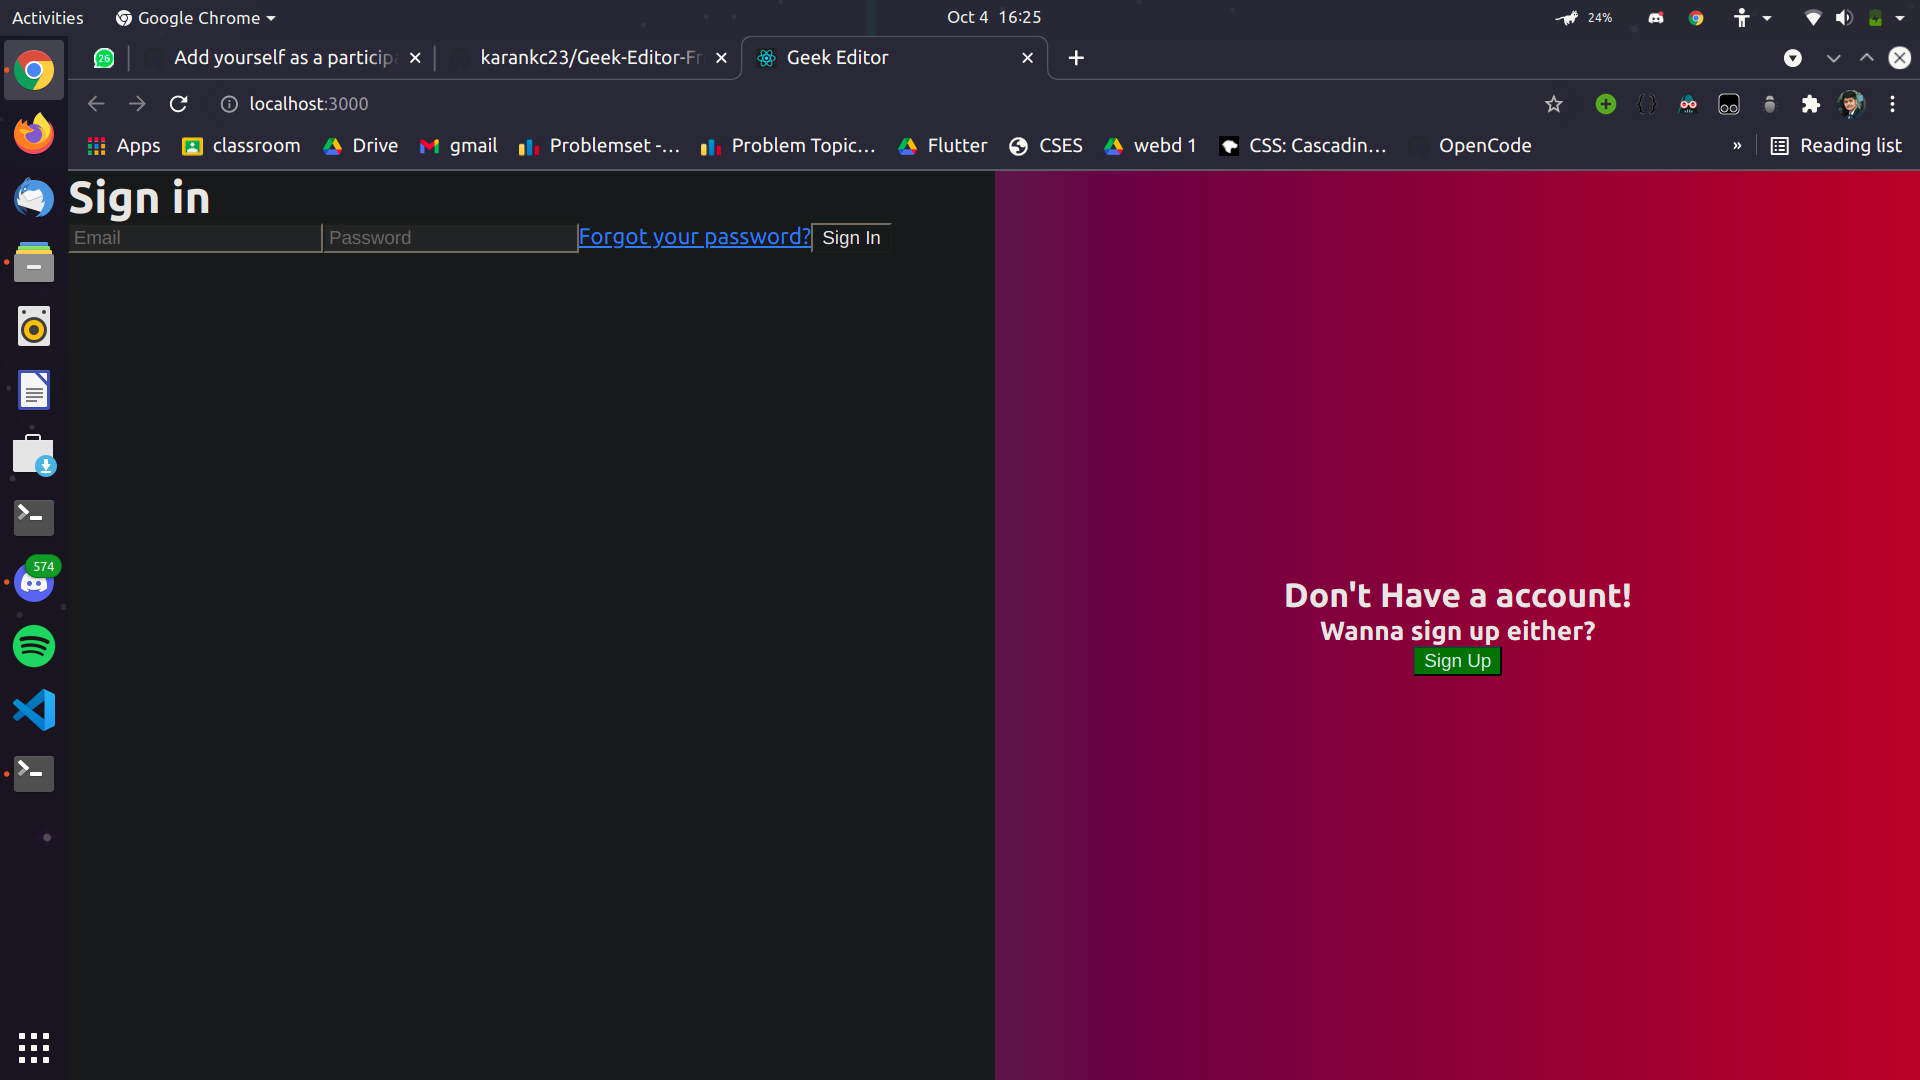 Activities Google Chrome Oct 4 16:25 24%
26 Add yourself as a particip karankc23/Geek-Editor-Fr Geek Editor
localhost:3000
Apps classroom Drive gmail Problemset -... Problem Topic... Flutter CSES webd 1 CSS: Cascadin... OpenCode » Reading list
Sign in
Email Password Forgot your password? Sign In
574
Don't Have a account!
Wanna sign up either?
Sign Up